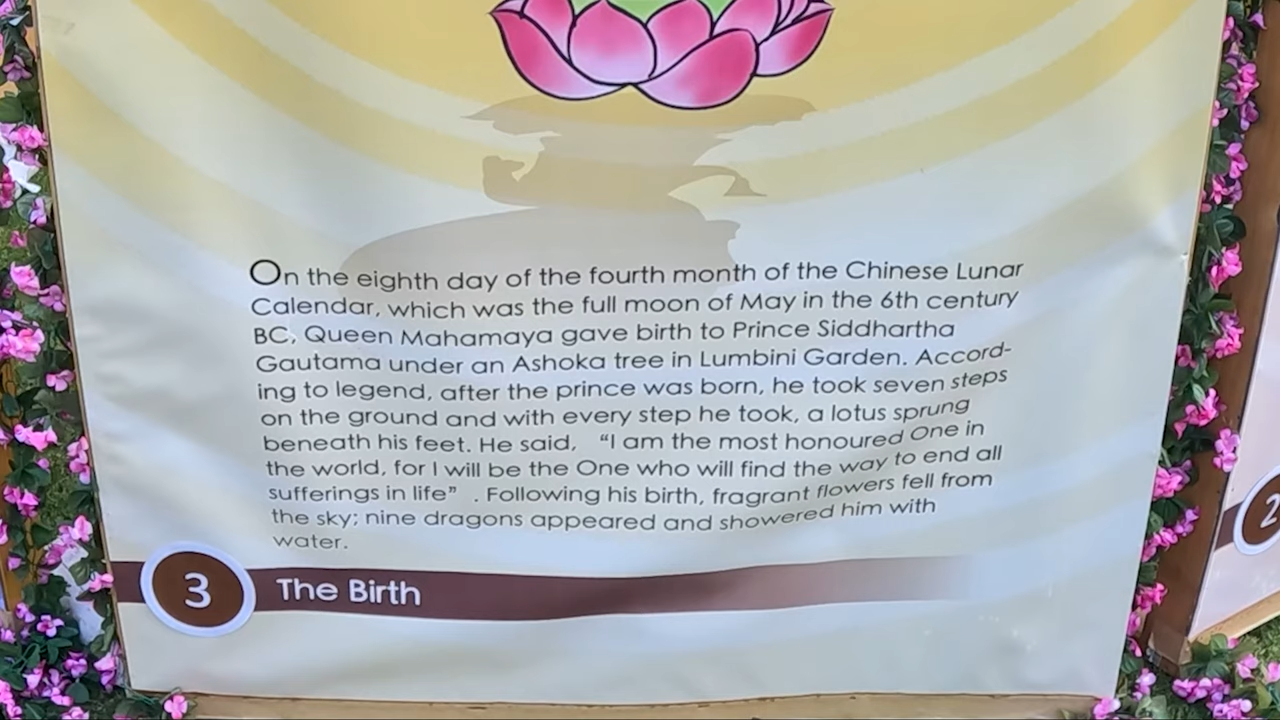 On the eighth day of the fourth month of the Chinese Lunar
Calendar, which was the full moon of May in the 6th century
BC, Queen Mahamaya gave birth to Prince Siddhartha
Gautama under an Ashoka tree in Lumbini Garden. Accord-
ing to legend, after the prince was born, he took seven steps
on the ground and with every step he took, a lotus sprung
beneath his feet. He said, “I am the most honoured One in
the world, for I will be the One who will find the way to end all
sufferings in life” . Following his birth, fragrant flowers fell from
the sky; nine dragons appeared and showered him with
water.
3 The Birth
2